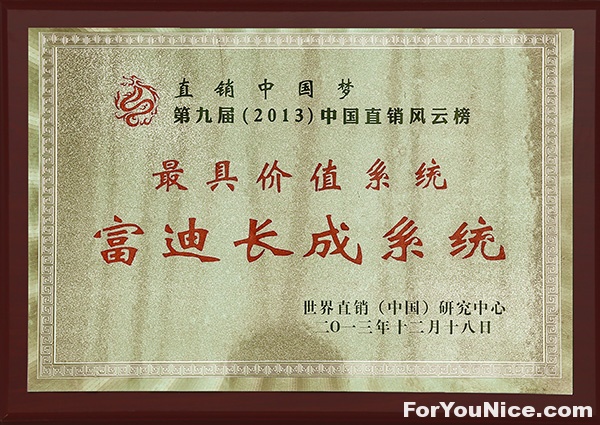 直销中国梦
第九届(2013)中国直销风云榜
最具价值系统
富迪长成系统
世界直销（中国）研究中心
二〇一三年十二月十八日
ForYouNice.com